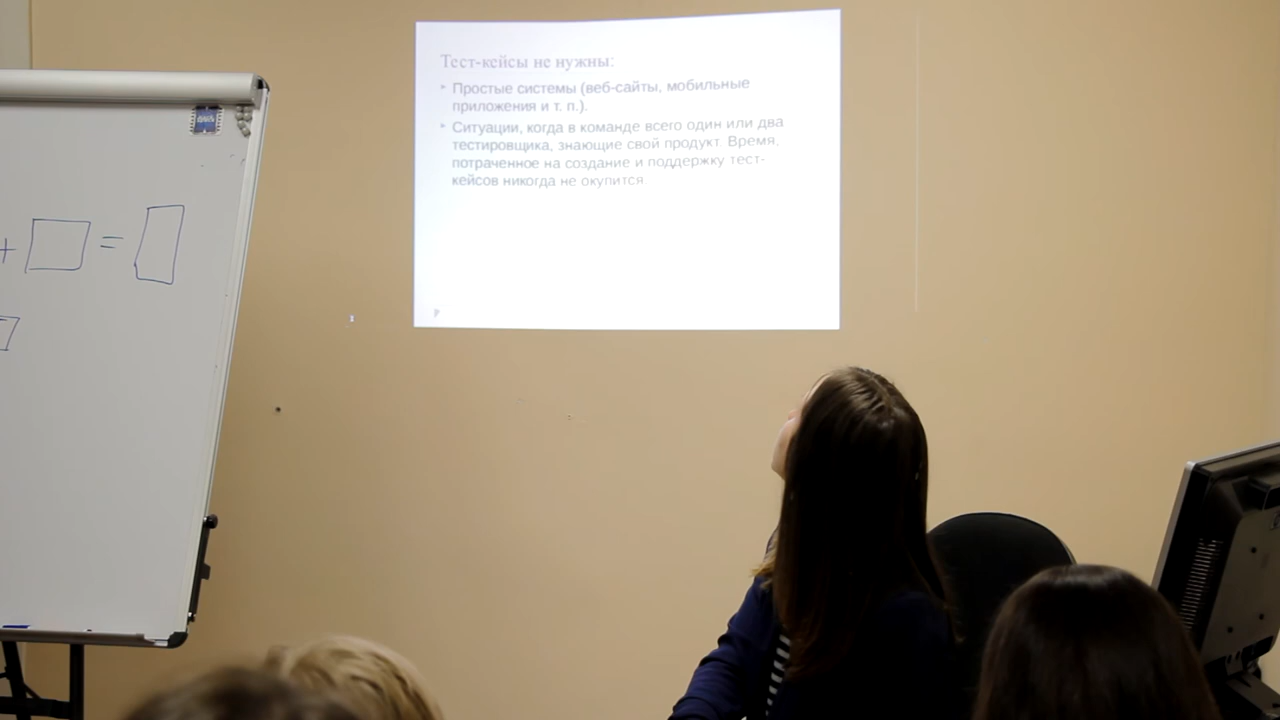 Тест-кейсы не нужны:
Простые системы (веб-сайты, мобильные
приложения и т. п.).
Ситуации, когда в команде всего один или два
тестировщика, знающие свой продукт. Время,
потраченное на создание и поддержку тест-
кейсов никогда не окупится.
+ =